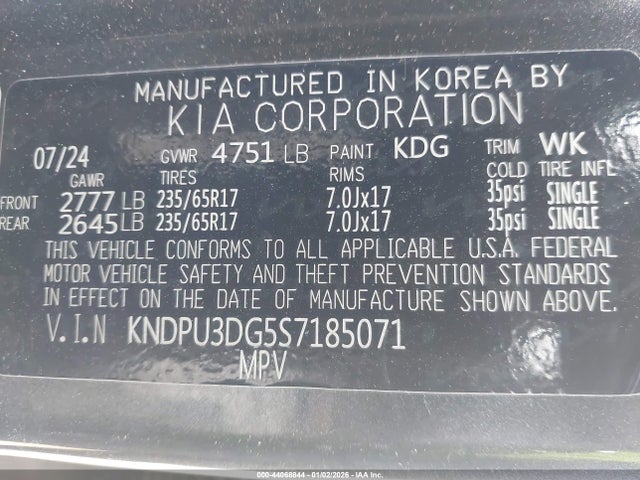 MANUFACTURED IN KOREA BY
KIA CORPORATION
07/24 GVWR 4751 LB PAINT KDG TRIM WK
GAWR TIRES RIMS COLD TIRE INFL
FRONT 2777 LB 235/65R17 7.0Jx17 35psi SINGLE
REAR 2645 LB 235/65R17 7.0Jx17 35psi SINGLE
THIS VEHICLE CONFORMS TO ALL APPLICABLE U.S.A. FEDERAL
MOTOR VEHICLE SAFETY AND THEFT PREVENTION STANDARDS
IN EFFECT ON THE DATE OF MANUFACTURE SHOWN ABOVE.
V.I.N KNDPU3DG5S7185071
MPV
000-44068844 - 01/02/2026 - IAA Inc.